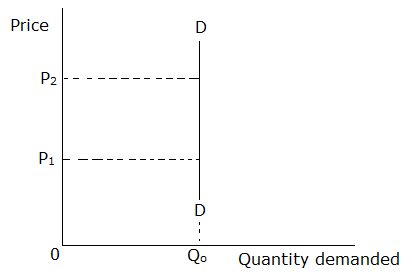 D
Price
P₂
P₁
D
0
Qₒ
Quantity demanded